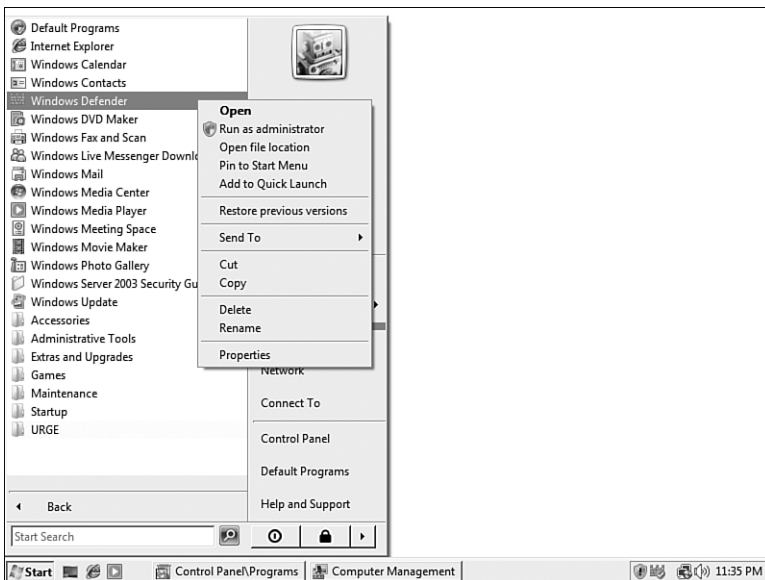 Default Programs
Internet Explorer
Windows Calendar
Windows Contacts
Windows Defender
Windows DVD Maker
Windows Fax and Scan
Windows Live Messenger
Windows Mail
Windows Media Center
Windows Media Player
Windows Meeting Space
Windows Movie Maker
Windows Photo Gallery
Windows Server 2003 Security
Windows Update
Accessories
Administrative Tools
Extras and Upgrades
Games
Maintenance
Startup
URGE
Back
Start Search
Open
Run as administrator
Open file location
Pin to Start Menu
Add to Quick Launch
Restore previous versions
Send To
Cut
Copy
Delete
Rename
Properties
Network
Connect To
Control Panel
Default Programs
Help and Support
Start
Control Panel\Programs
Computer Management
11:35 PM